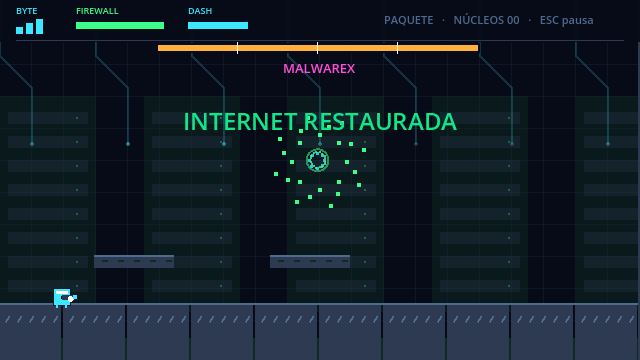 BYTE FIREWALL DASH PAQUETE · NÚCLEOS 00 · ESC pausa
MALWAREX
INTERNET RESTAURADA